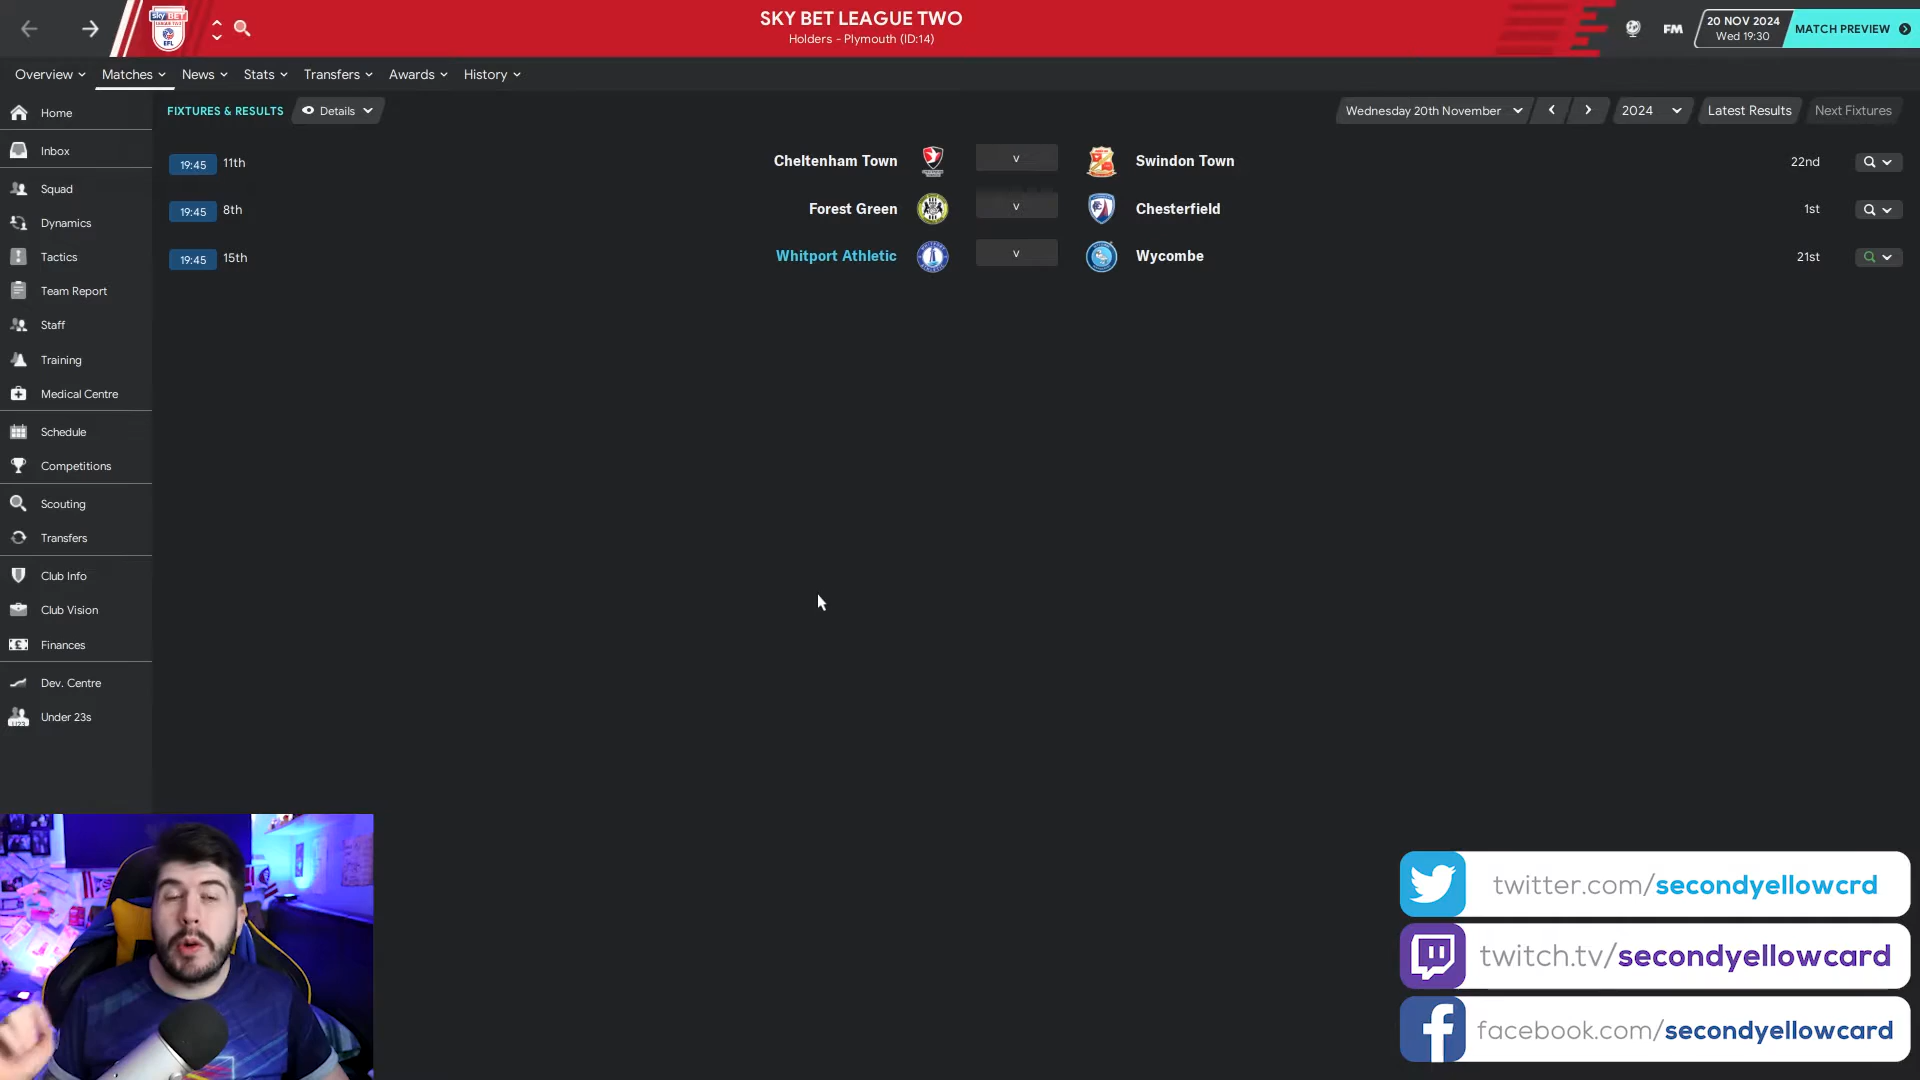 SKY BET LEAGUE TWO
Holders - Plymouth (ID:14)
FM
20 NOV 2024
Wed 19:30
MATCH PREVIEW
Overview
Matches
News
Stats
Transfers
Awards
History
Home
Inbox
Squad
Dynamics
Tactics
Team Report
Staff
Training
Medical Centre
Schedule
Competitions
Scouting
Transfers
Club Info
Club Vision
Finances
Dev. Centre
Under 23s
FIXTURES & RESULTS
Details
Wednesday 20th November
2024
Latest Results
Next Fixtures
19:45 11th Cheltenham Town v Swindon Town 22nd
19:45 8th Forest Green v Chesterfield 1st
19:45 15th Whitport Athletic v Wycombe 21st
twitter.com/secondyellowcrd
twitch.tv/secondyellowcard
facebook.com/secondyellowcard